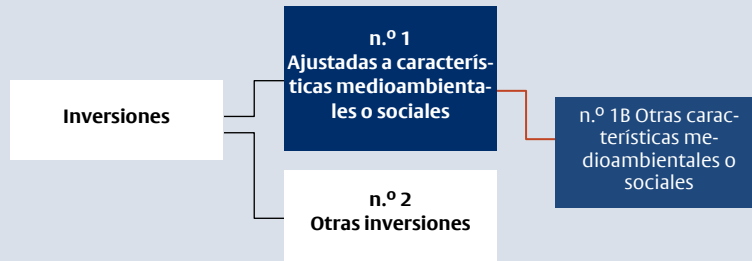 Inversiones
n.º 1
Ajustadas a caracterís-
ticas medioambienta-
les o sociales
n.º 2
Otras inversiones
n.º 1B Otras carac-
terísticas me-
dioambientales o
sociales